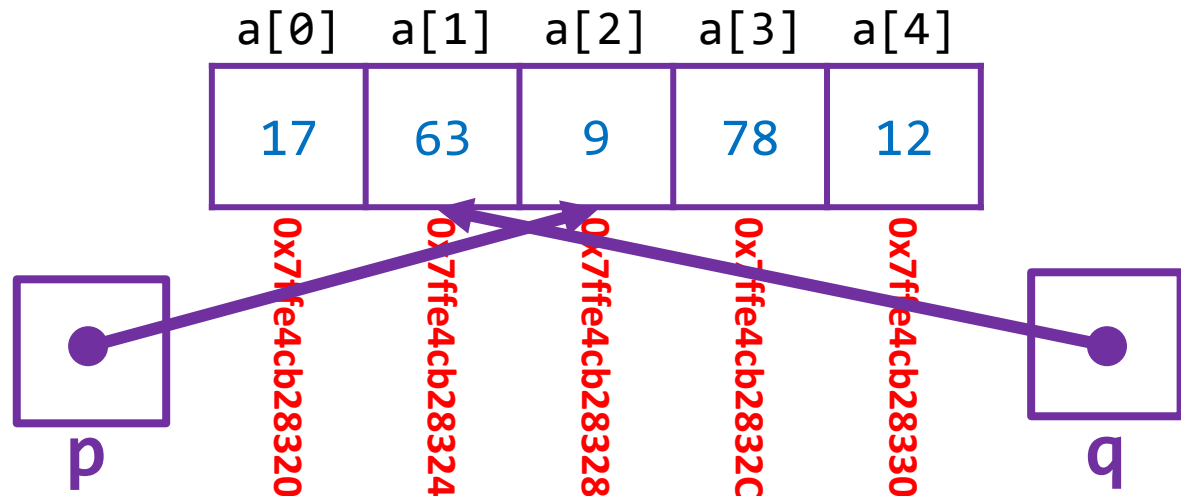 a[0] a[1] a[2] a[3] a[4]
17 63 9 78 12
0x7ffe4cb28320
0x7ffe4cb28324
0x7ffe4cb28328
0x7ffe4cb2832C
0x7ffe4cb28330
p q